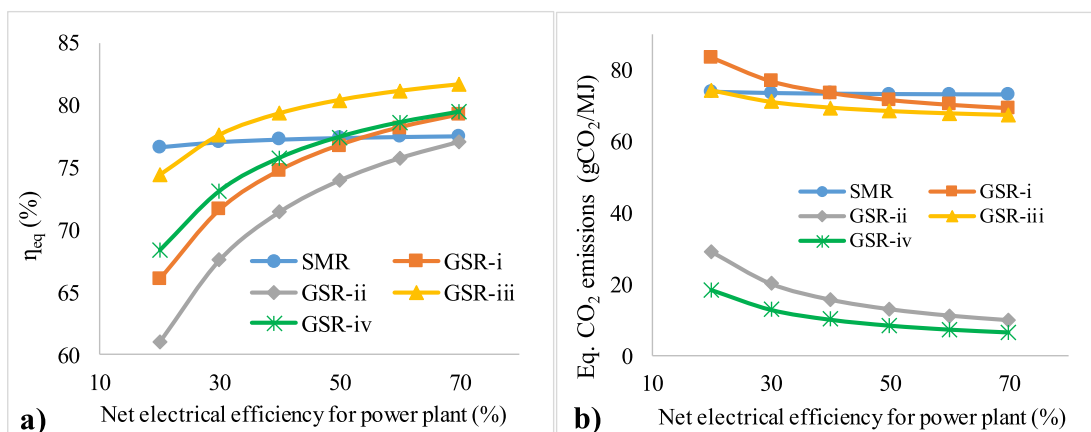 85
80
75
70
65
60
η_eq (%)
SMR
GSR-i
GSR-ii
GSR-iii
GSR-iv
10
30
50
70
a)
Net electrical efficiency for power plant (%)
80
60
40
20
0
Eq. CO₂ emissions (gCO₂/MJ)
SMR
GSR-i
GSR-ii
GSR-iii
GSR-iv
10
30
50
70
b)
Net electrical efficiency for power plant (%)